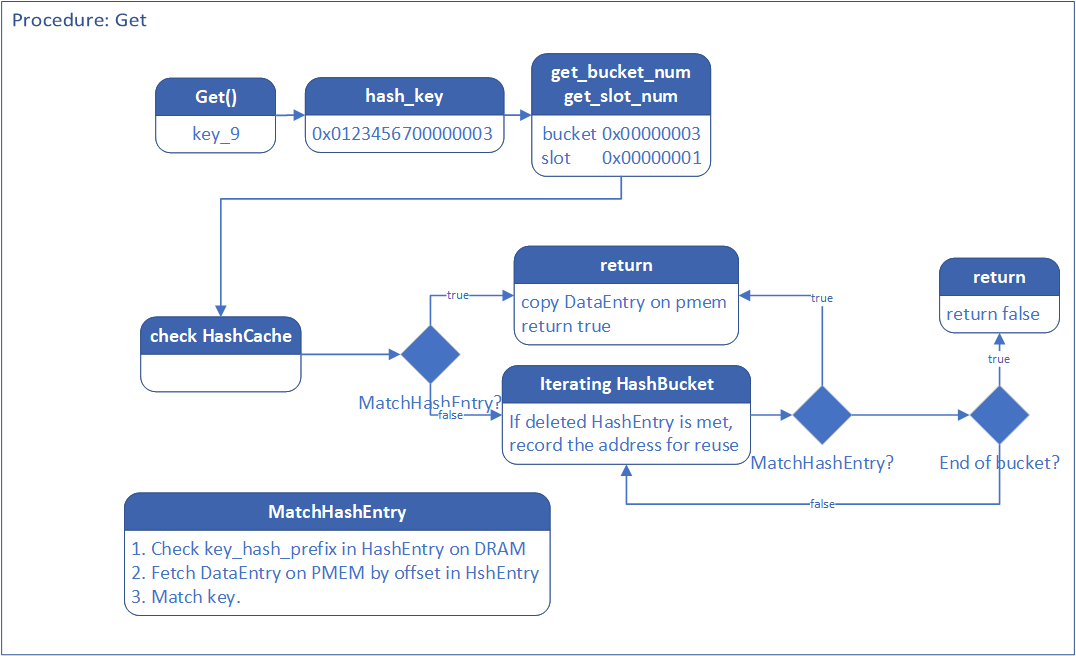 Procedure: Get
Get()
key_9
hash_key
0x0123456700000003
get_bucket_num
get_slot_num
bucket 0x00000003
slot 0x00000001
return
copy DataEntry on pmem
return true
return
return false
check HashCache
true
MatchHashEntry?
false
Iterating HashBucket
If deleted HashEntry is met,
record the address for reuse
true
MatchHashEntry?
true
End of bucket?
false
MatchHashEntry
1. Check key_hash_prefix in HashEntry on DRAM
2. Fetch DataEntry on PMEM by offset in HshEntry
3. Match key.